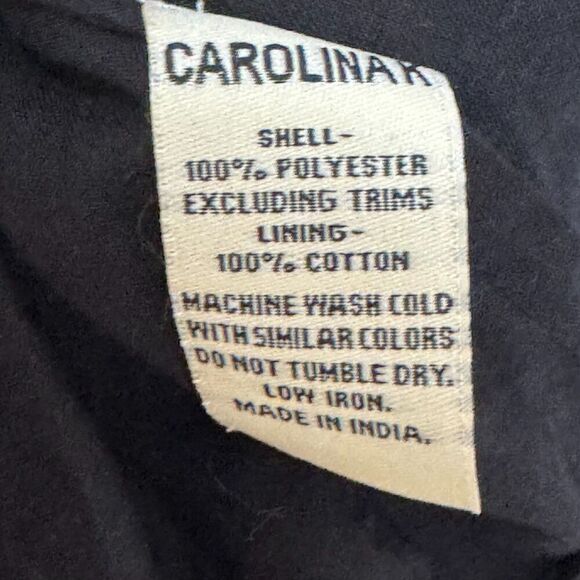 CAROLINA K
SHELL-
100% POLYESTER
EXCLUDING TRIMS
LINING-
100% COTTON
MACHINE WASH COLD
WITH SIMILAR COLORS
DO NOT TUMBLE DRY.
LOW IRON.
MADE IN INDIA.